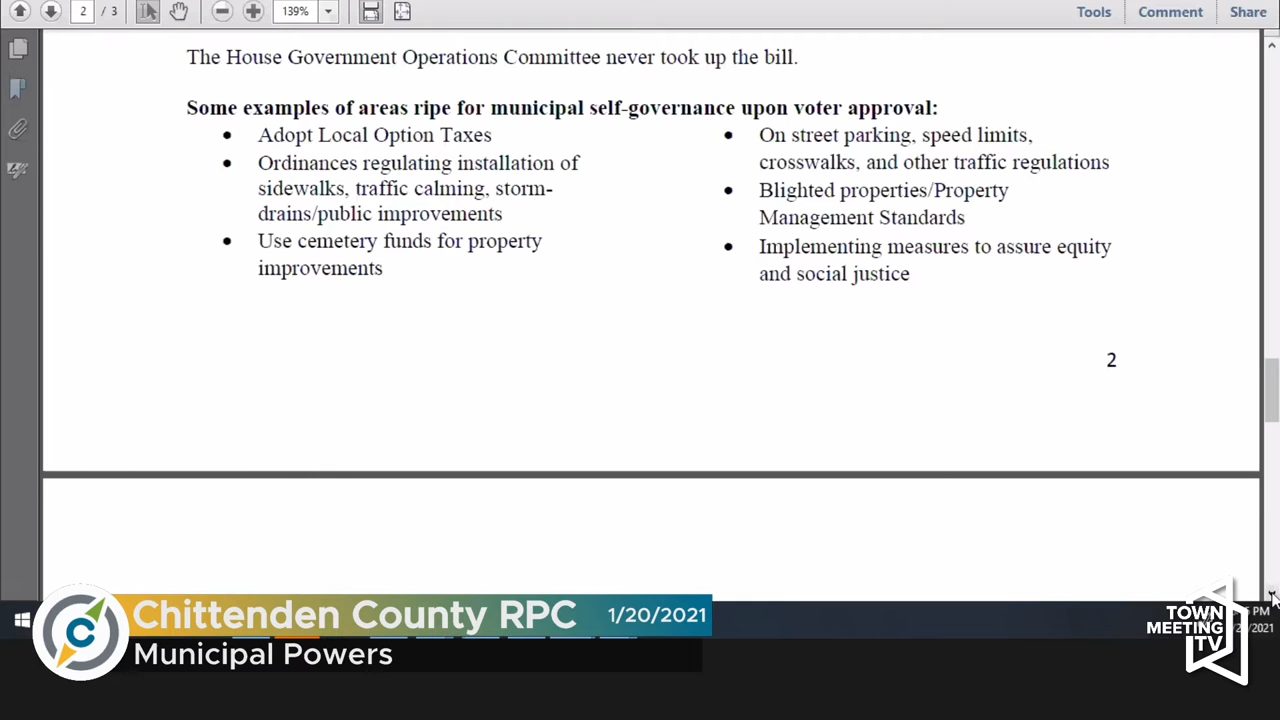 2 / 3
139%
Tools
Comment
Share
The House Government Operations Committee never took up the bill.
Some examples of areas ripe for municipal self-governance upon voter approval:
• Adopt Local Option Taxes
• Ordinances regulating installation of
sidewalks, traffic calming, storm-
drains/public improvements
• Use cemetery funds for property
improvements
• On street parking, speed limits,
crosswalks, and other traffic regulations
• Blighted properties/Property
Management Standards
• Implementing measures to assure equity
and social justice
2
Chittenden County RPC
1/20/2021
Municipal Powers
C
TOWN
MEETING
TV
PM
2021